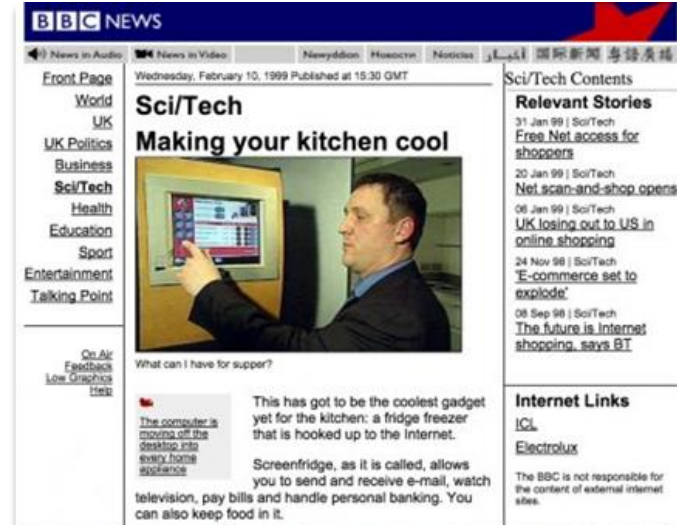 BBC NEWS
News in Audio News in Video Newyddion Новости Noticias أخبار 国际新闻 粤语广播
Front Page
World
UK
UK Politics
Business
Sci/Tech
Health
Education
Sport
Entertainment
Talking Point
On Air
Feedback
Low Graphics
Help
Wednesday, February 10, 1999 Published at 15:30 GMT
Sci/Tech
Making your kitchen cool
What can I have for supper?
The computer is
moving off the
desktop into
every home
appliance
This has got to be the coolest gadget
yet for the kitchen: a fridge freezer
that is hooked up to the Internet.
Screenfridge, as it is called, allows
you to send and receive e-mail, watch
television, pay bills and handle personal banking. You
can also keep food in it.
Sci/Tech Contents
Relevant Stories
31 Jan 99 | Sci/Tech
Free Net access for
shoppers
20 Jan 99 | Sci/Tech
Net scan-and-shop opens
06 Jan 99 | Sci/Tech
UK losing out to US in
online shopping
24 Nov 98 | Sci/Tech
'E-commerce set to
explode'
08 Sep 98 | Sci/Tech
The future is Internet
shopping, says BT
Internet Links
ICL
Electrolux
The BBC is not responsible for
the content of external internet
sites.